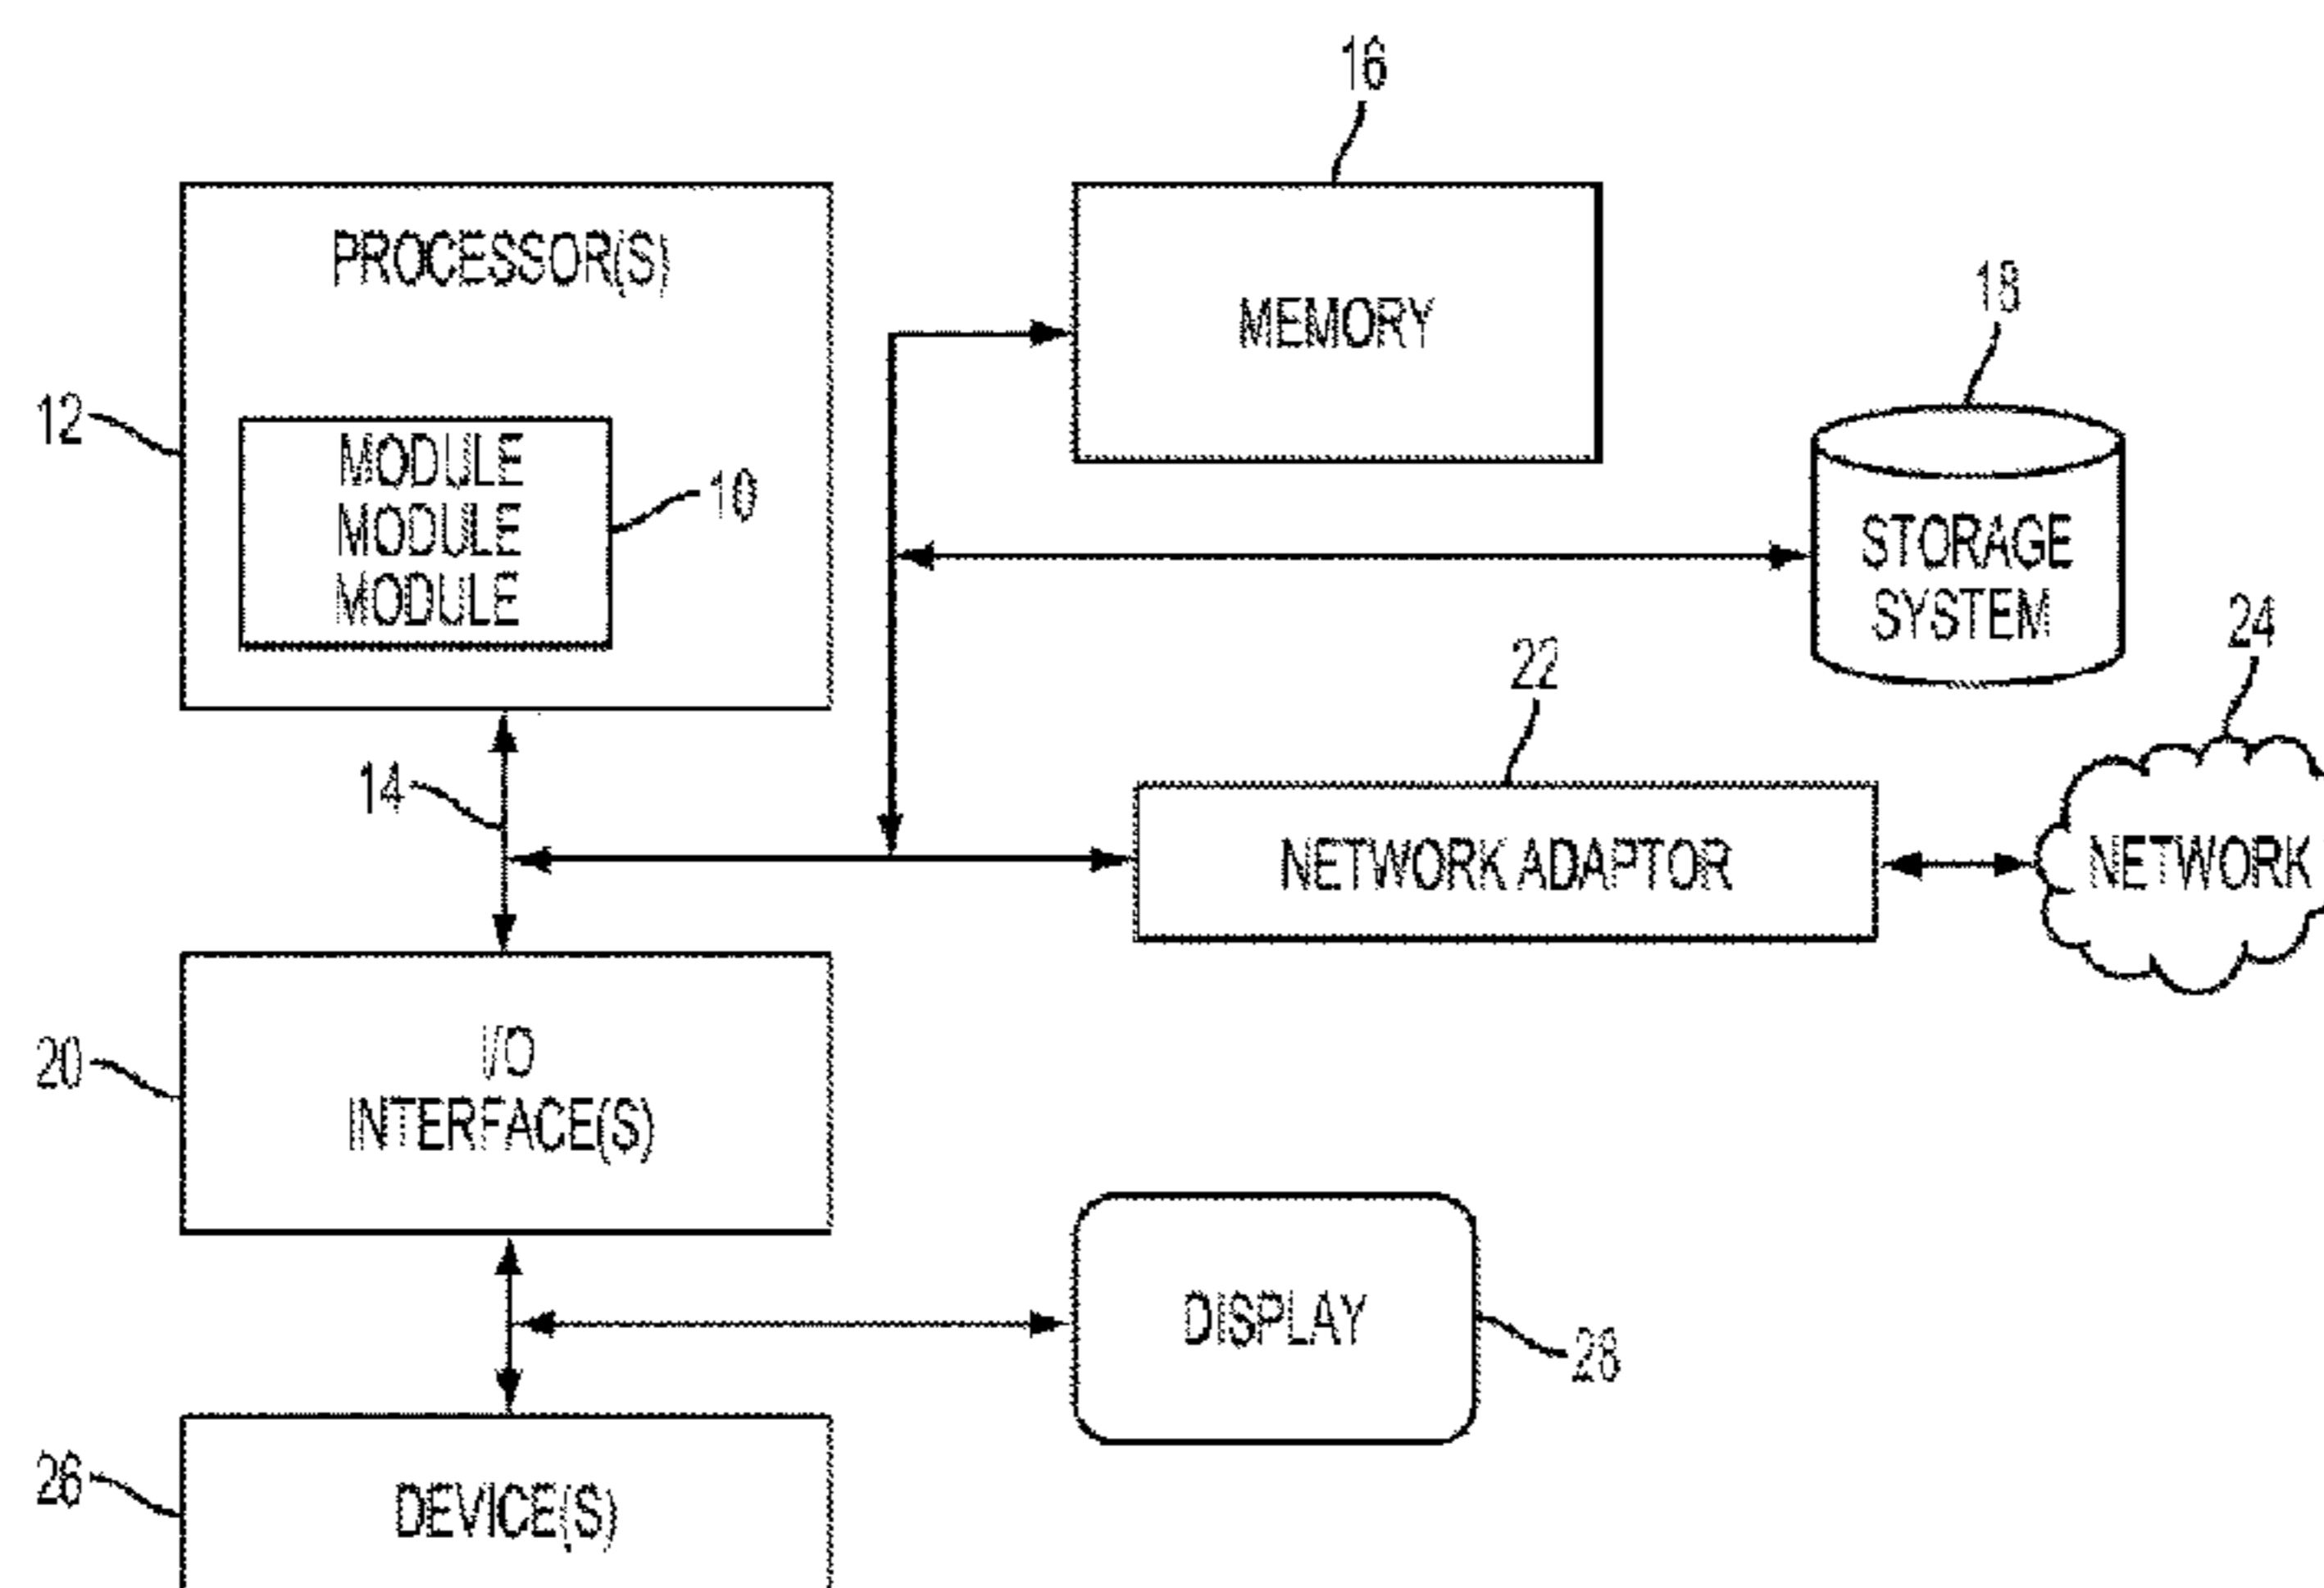 16
PROCESSOR(S)
MEMORY
18
12
MODULE
MODULE
MODULE
10
STORAGE
SYSTEM
24
22
14
NETWORK ADAPTOR
NETWORK
20
I/O
INTERFACE(S)
DISPLAY
28
26
DEVICE(S)